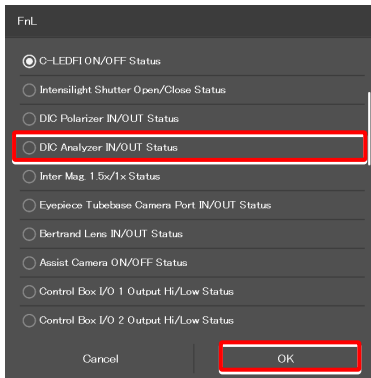 FnL
C-LEDFI ON/OFF Status
Intensilight Shutter Open/Close Status
DIC Polarizer IN/OUT Status
DIC Analyzer IN/OUT Status
Inter Mag. 1.5x/1x Status
Eyepiece Tubebase Camera Port IN/OUT Status
Bertrand Lens IN/OUT Status
Assist Camera ON/OFF Status
Control Box I/O 1 Output Hi/Low Status
Control Box I/O 2 Output Hi/Low Status
Cancel OK